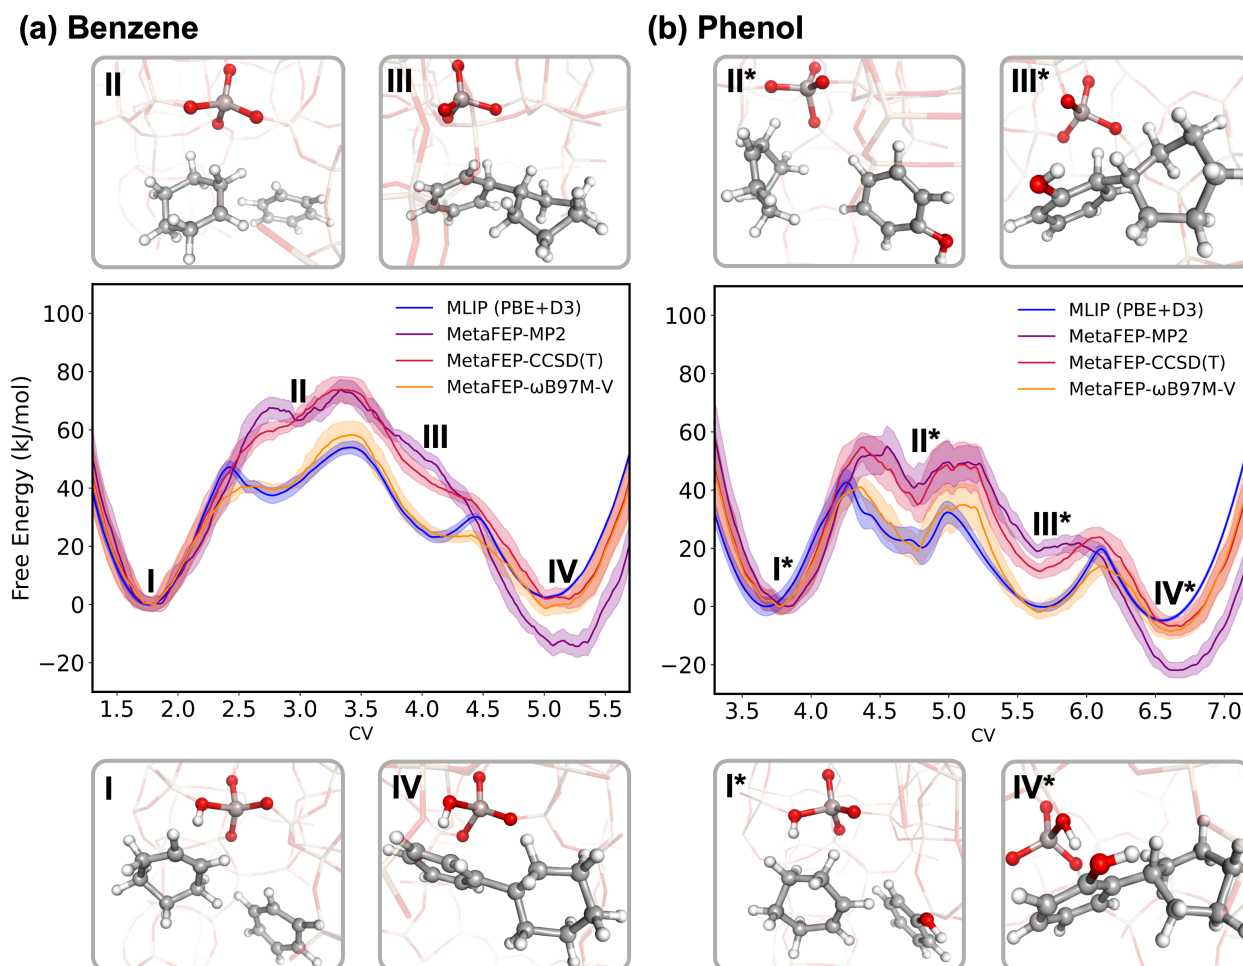 (a) Benzene
(b) Phenol
II
III
II*
III*
100
80
60
40
20
0
−20
Free Energy (kJ/mol)
MLIP (PBE+D3)
MetaFEP-MP2
MetaFEP-CCSD(T)
MetaFEP-ωB97M-V
I
II
III
IV
1.5 2.0 2.5 3.0 3.5 4.0 4.5 5.0 5.5
CV
100
80
60
40
20
0
−20
MLIP (PBE+D3)
MetaFEP-MP2
MetaFEP-CCSD(T)
MetaFEP-ωB97M-V
I*
II*
III*
IV*
3.5 4.0 4.5 5.0 5.5 6.0 6.5 7.0
CV
I
IV
I*
IV*